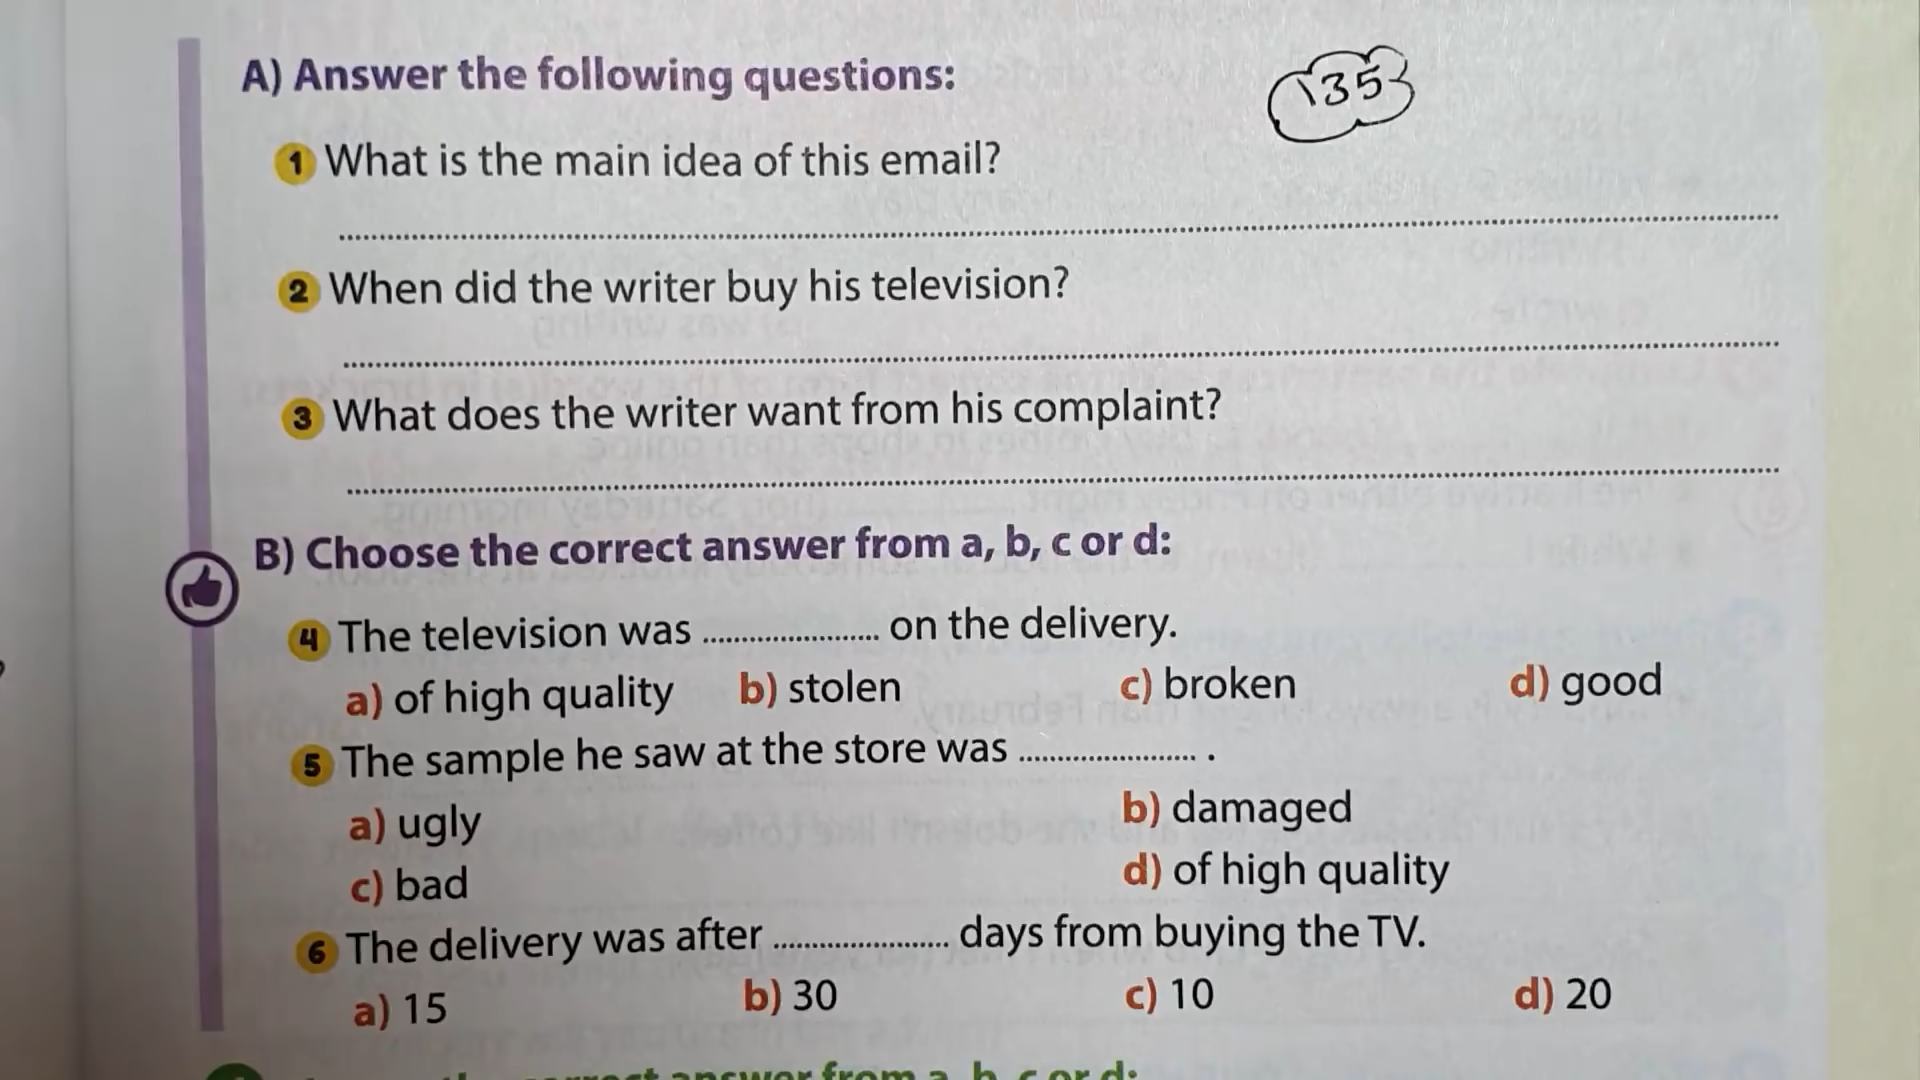 A) Answer the following questions:
135
1 What is the main idea of this email?
2 When did the writer buy his television?
3 What does the writer want from his complaint?
B) Choose the correct answer from a, b, c or d:
4 The television was ...................... on the delivery.
a) of high quality b) stolen c) broken d) good
5 The sample he saw at the store was ...................... .
a) ugly b) damaged
c) bad d) of high quality
6 The delivery was after ...................... days from buying the TV.
a) 15 b) 30 c) 10 d) 20
correct answer from a, b, c or d: